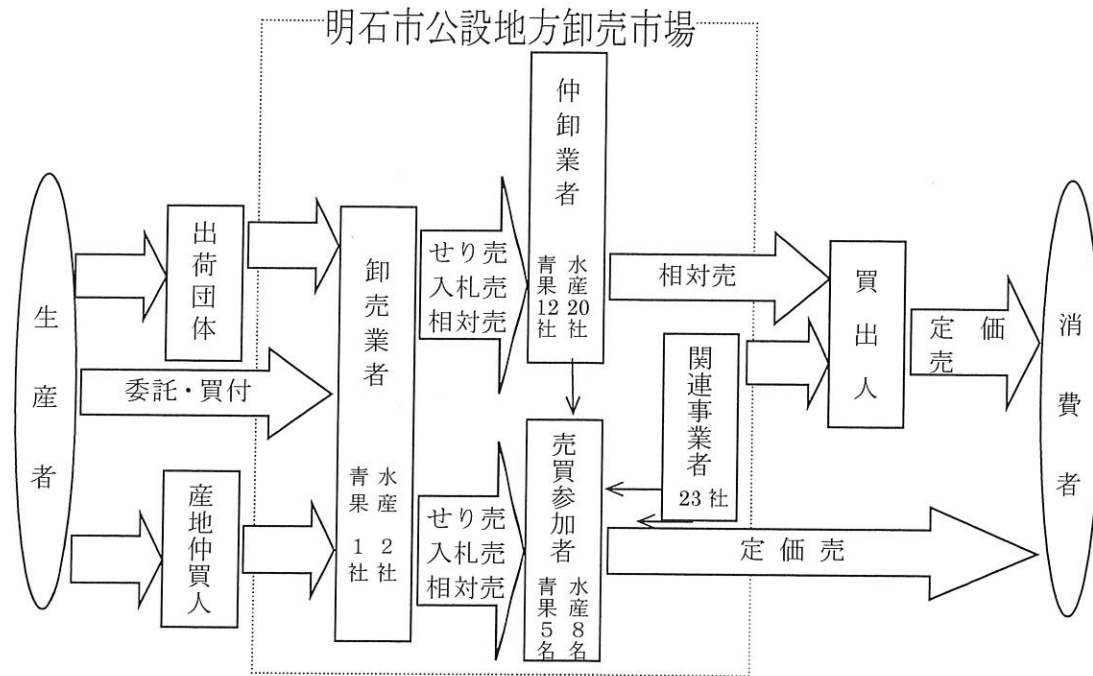 明石市公設地方卸売市場
生産者
出荷団体
委託・買付
産地仲買人
卸売業者
水産2社
青果1社
せり売
入札売
相対売
せり売
入札売
相対売
仲卸業者
水産20社
青果12社
売買参加者
水産8名
青果5名
相対売
関連事業者
23社
買出人
定価
売
定価売
消費者